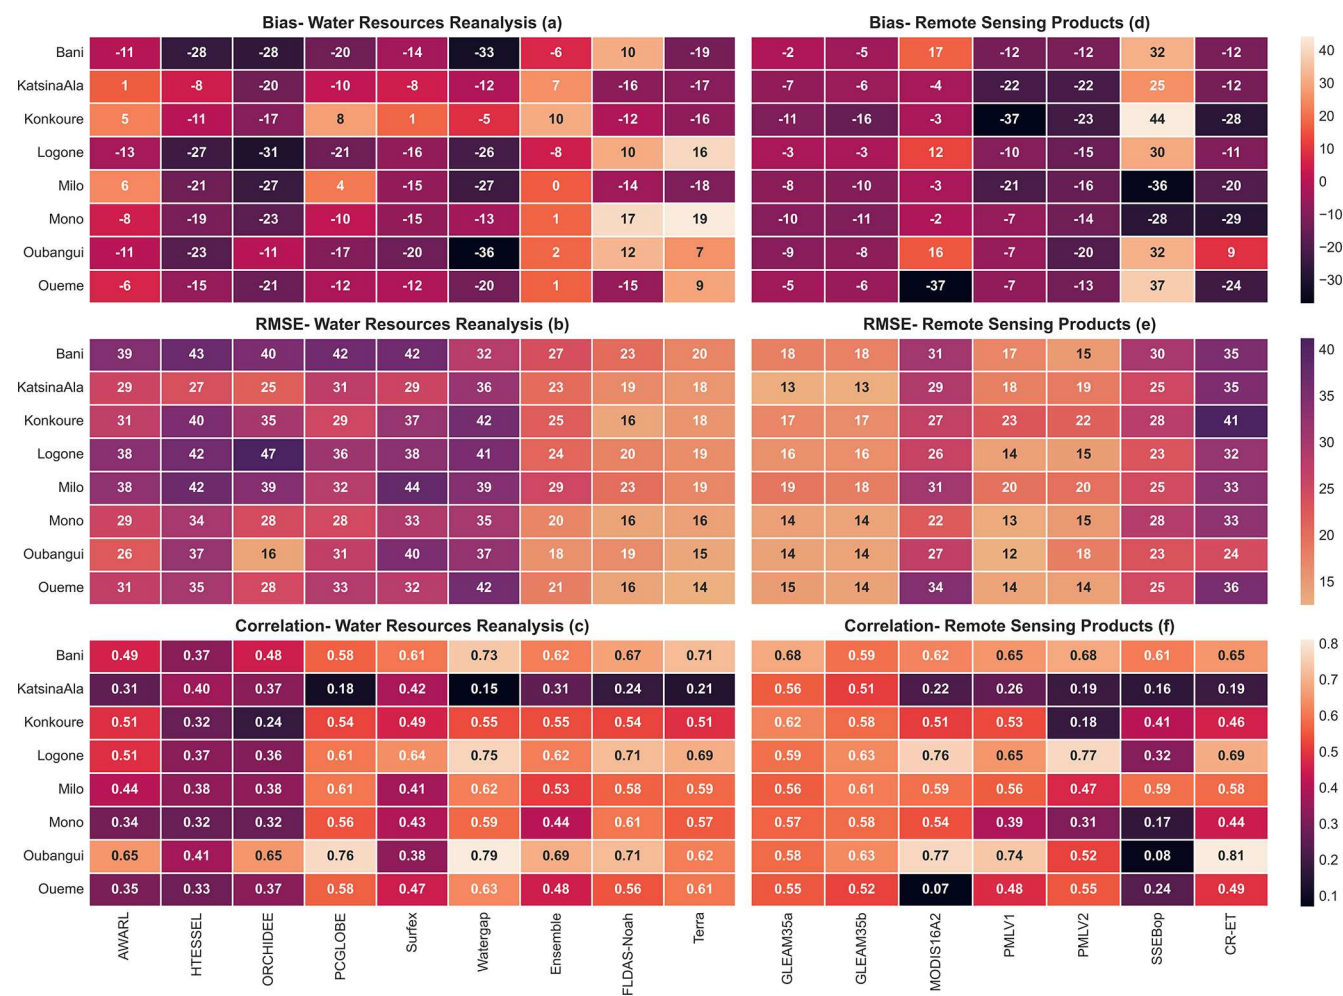 Bias- Water Resources Reanalysis (a)
Bani -11 -28 -28 -20 -14 -33 -6 10 -19
KatsinaAla 1 -8 -20 -10 -8 -12 7 -16 -17
Konkoure 5 -11 -17 8 1 -5 10 -12 -16
Logone -13 -27 -31 -21 -16 -26 -8 10 16
Milo 6 -21 -27 4 -15 -27 0 -14 -18
Mono -8 -19 -23 -10 -15 -13 1 17 19
Oubangui -11 -23 -11 -17 -20 -36 2 12 7
Oueme -6 -15 -21 -12 -12 -20 1 -15 9
Bias- Remote Sensing Products (d)
-2 -5 17 -12 -12 32 -12
-7 -6 -4 -22 -22 25 -12
-11 -16 -3 -37 -23 44 -28
-3 -3 12 -10 -15 30 -11
-8 -10 -3 -21 -16 -36 -20
-10 -11 -2 -7 -14 -28 -29
-9 -8 16 -7 -20 32 9
-5 -6 -37 -7 -13 37 -24
40
30
20
10
0
−10
−20
−30
RMSE- Water Resources Reanalysis (b)
Bani 39 43 40 42 42 32 27 23 20
KatsinaAla 29 27 25 31 29 36 23 19 18
Konkoure 31 40 35 29 37 42 25 16 18
Logone 38 42 47 36 38 41 24 20 19
Milo 38 42 39 32 44 39 29 23 19
Mono 29 34 28 28 33 35 20 16 16
Oubangui 26 37 16 31 40 37 18 19 15
Oueme 31 35 28 33 32 42 21 16 14
RMSE- Remote Sensing Products (e)
18 18 31 17 15 30 35
13 13 29 18 19 25 35
17 17 27 23 22 28 41
16 16 26 14 15 23 32
19 18 31 20 20 25 33
14 14 22 13 15 28 33
14 14 27 12 18 23 24
15 14 34 14 14 25 36
40
35
30
25
20
15
Correlation- Water Resources Reanalysis (c)
Bani 0.49 0.37 0.48 0.58 0.61 0.73 0.62 0.67 0.71
KatsinaAla 0.31 0.40 0.37 0.18 0.42 0.15 0.31 0.24 0.21
Konkoure 0.51 0.32 0.24 0.54 0.49 0.55 0.55 0.54 0.51
Logone 0.51 0.37 0.36 0.61 0.64 0.75 0.62 0.71 0.69
Milo 0.44 0.38 0.38 0.61 0.41 0.62 0.53 0.58 0.59
Mono 0.34 0.32 0.32 0.56 0.43 0.59 0.44 0.61 0.57
Oubangui 0.65 0.41 0.65 0.76 0.38 0.79 0.69 0.71 0.62
Oueme 0.35 0.33 0.37 0.58 0.47 0.63 0.48 0.56 0.61
AWARL
HTESSEL
ORCHIDEE
PCGLOBE
Surfex
Watergap
Ensemble
FLDAS-Noah
Terra
Correlation- Remote Sensing Products (f)
0.68 0.59 0.62 0.65 0.68 0.61 0.65
0.56 0.51 0.22 0.26 0.19 0.16 0.19
0.62 0.58 0.51 0.53 0.18 0.41 0.46
0.59 0.63 0.76 0.65 0.77 0.32 0.69
0.56 0.61 0.59 0.56 0.47 0.59 0.58
0.57 0.58 0.54 0.39 0.31 0.17 0.44
0.58 0.63 0.77 0.74 0.52 0.08 0.81
0.55 0.52 0.07 0.48 0.55 0.24 0.49
GLEAM35a
GLEAM35b
MODIS16A2
PMLV1
PMLV2
SSEBop
CR-ET
0.8
0.7
0.6
0.5
0.4
0.3
0.2
0.1